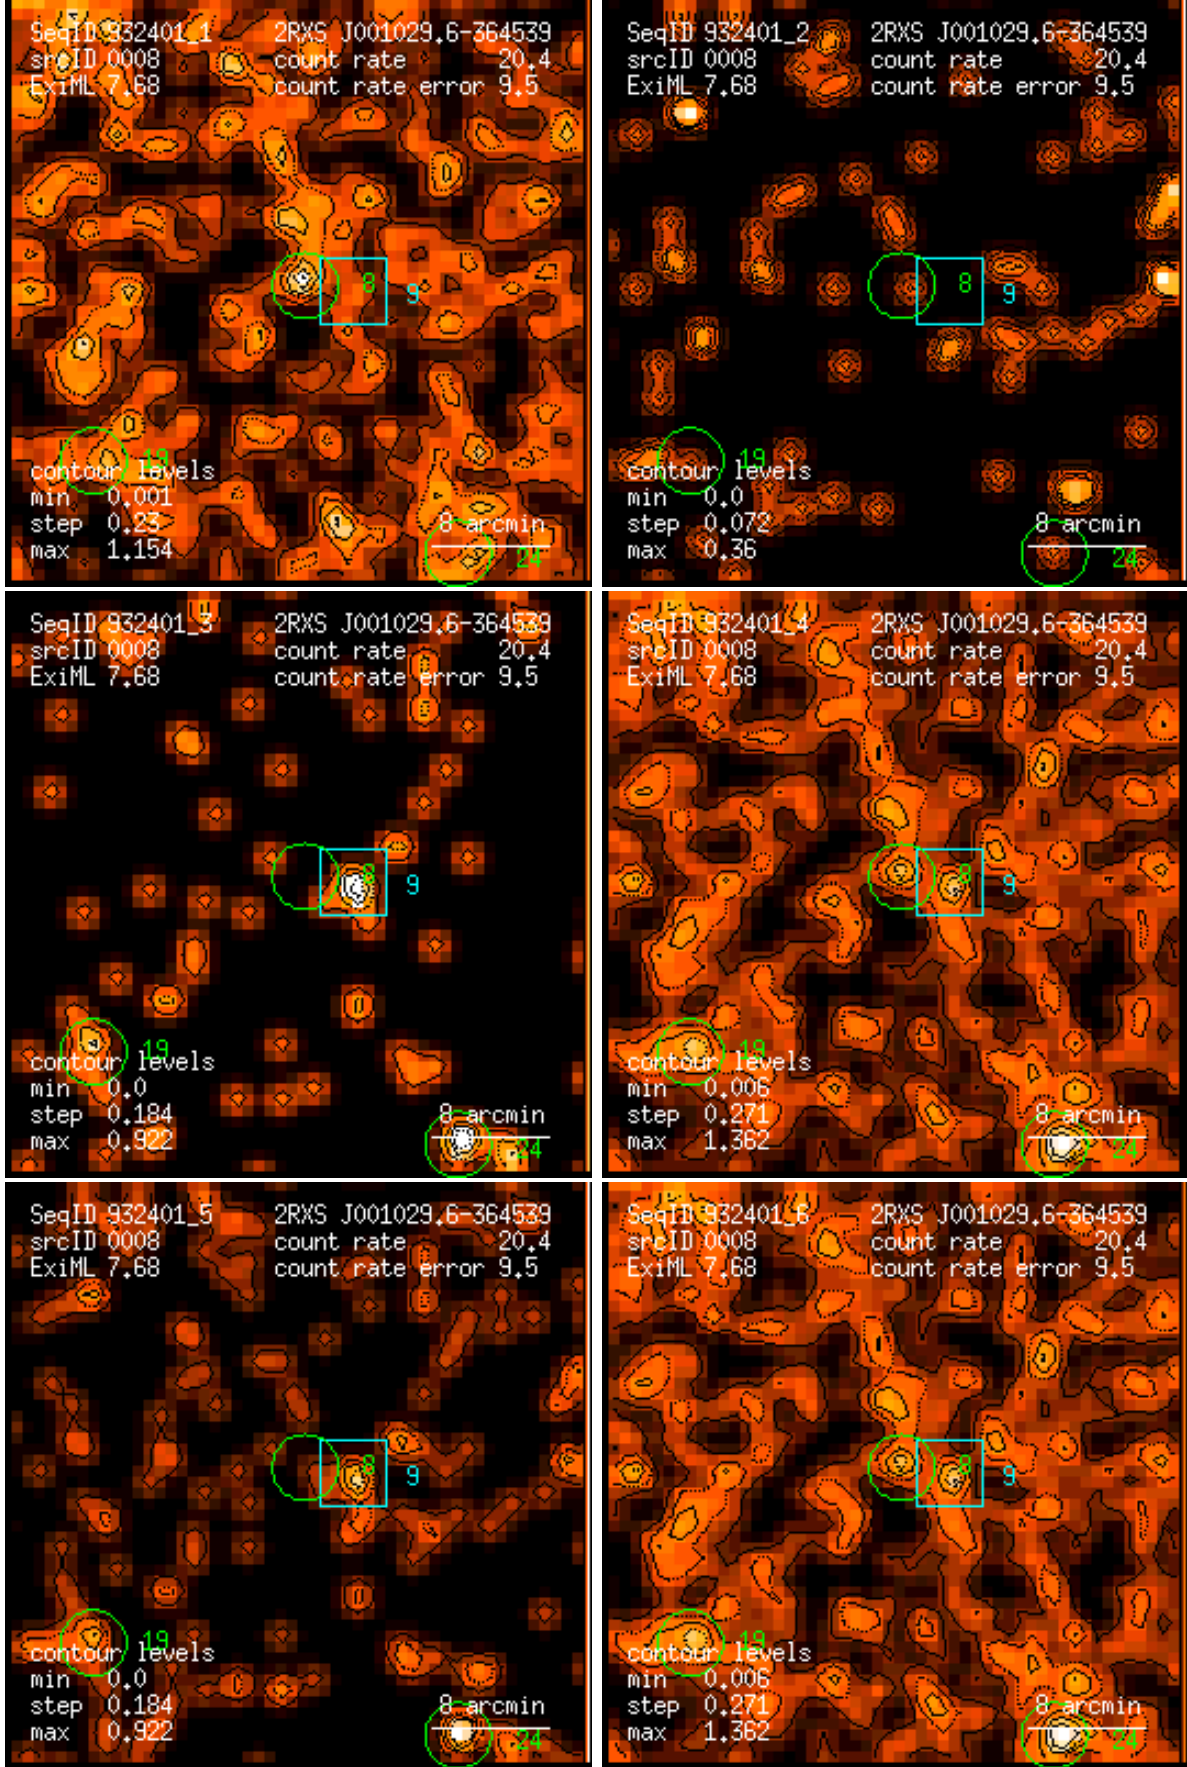 SeqID 932401_1 2RXS J001029.6-364539
srcID 0008 count rate 20.4
ExiML 7.68 count rate error 9.5
8
9
19
contour levels
min 0.001
step 0.23
max 1.154
8 arcmin
24
SeqID 932401_2 2RXS J001029.6-364539
srcID 0008 count rate 20.4
ExiML 7.68 count rate error 9.5
8
9
19
contour levels
min 0.0
step 0.072
max 0.36
8 arcmin
24
SeqID 932401_3 2RXS J001029.6-364539
srcID 0008 count rate 20.4
ExiML 7.68 count rate error 9.5
8
9
19
contour levels
min 0.0
step 0.184
max 0.922
8 arcmin
24
SeqID 932401_4 2RXS J001029.6-364539
srcID 0008 count rate 20.4
ExiML 7.68 count rate error 9.5
8
9
19
contour levels
min 0.006
step 0.271
max 1.362
8 arcmin
24
SeqID 932401_5 2RXS J001029.6-364539
srcID 0008 count rate 20.4
ExiML 7.68 count rate error 9.5
8
9
19
contour levels
min 0.0
step 0.184
max 0.922
8 arcmin
24
SeqID 932401_6 2RXS J001029.6-364539
srcID 0008 count rate 20.4
ExiML 7.68 count rate error 9.5
8
9
19
contour levels
min 0.006
step 0.271
max 1.362
8 arcmin
24